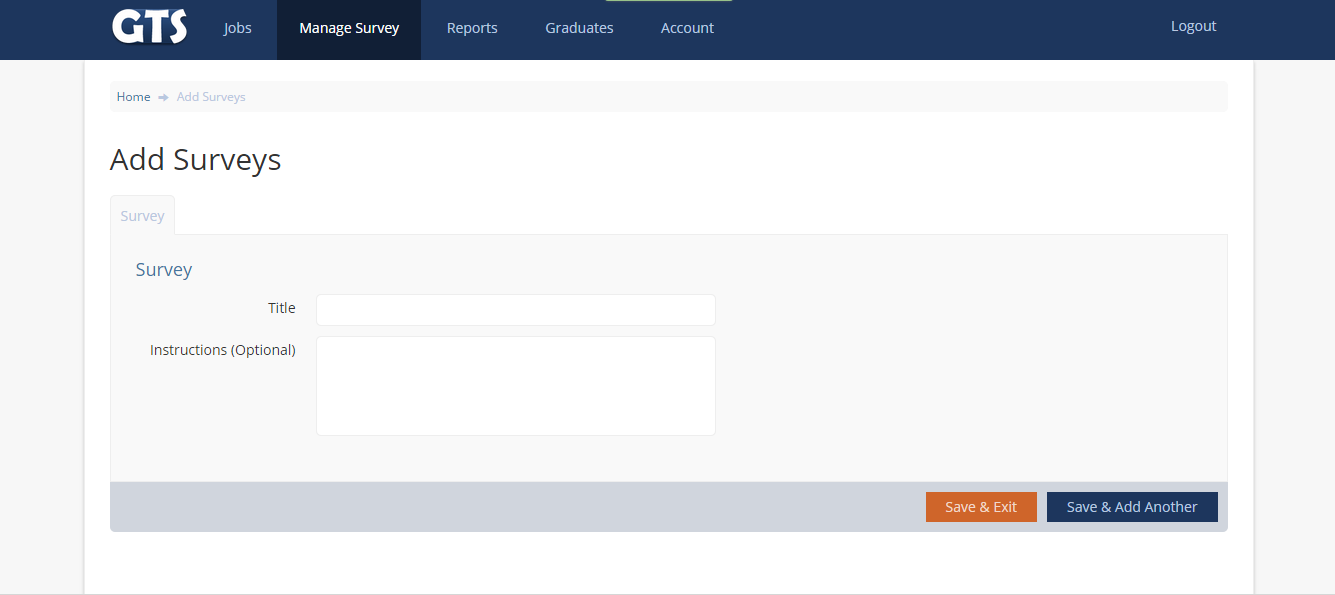 GTS Jobs Manage Survey Reports Graduates Account Logout
Home Add Surveys
Add Surveys
Survey
Survey
Title
Instructions (Optional)
Save & Exit Save & Add Another